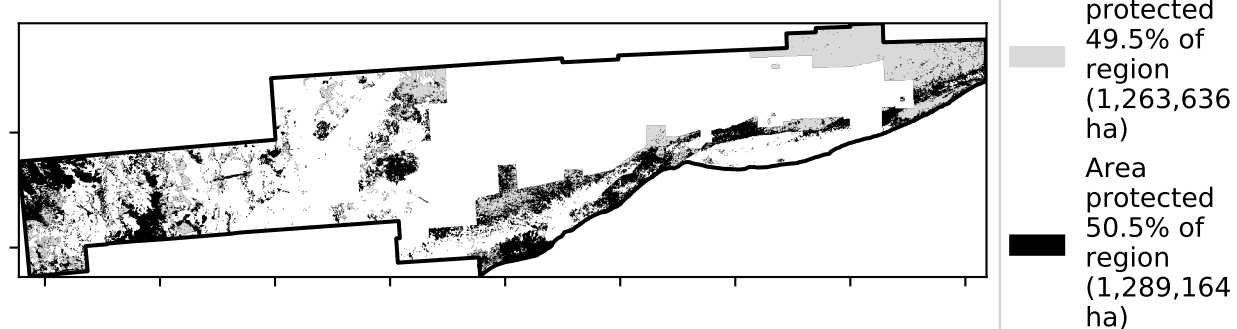 protected
49.5% of
region
(1,263,636
ha)
Area
protected
50.5% of
region
(1,289,164
ha)